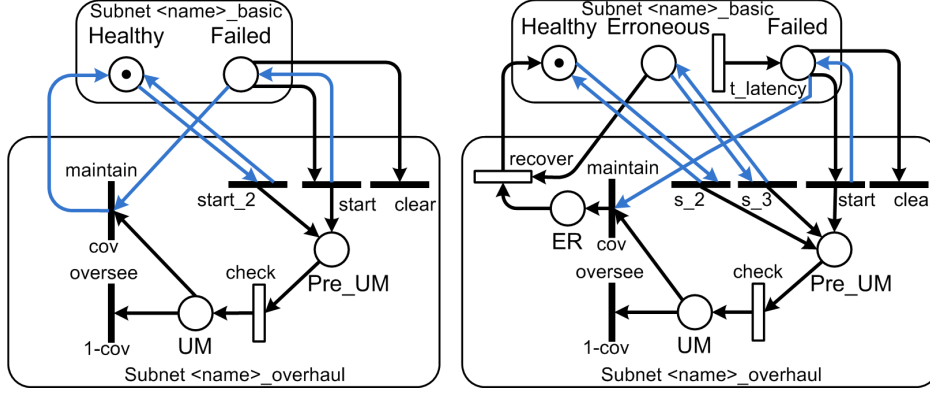 Subnet <name>_basic
Healthy
Failed
maintain
start_2
start
clear
cov
oversee
check
Pre_UM
1-cov
UM
Subnet <name>_overhaul
Subnet <name>_basic
Healthy
Erroneous
Failed
t_latency
recover
maintain
s_2
s_3
start
clea
ER
cov
oversee
check
Pre_UM
1-cov
UM
Subnet <name>_overhaul